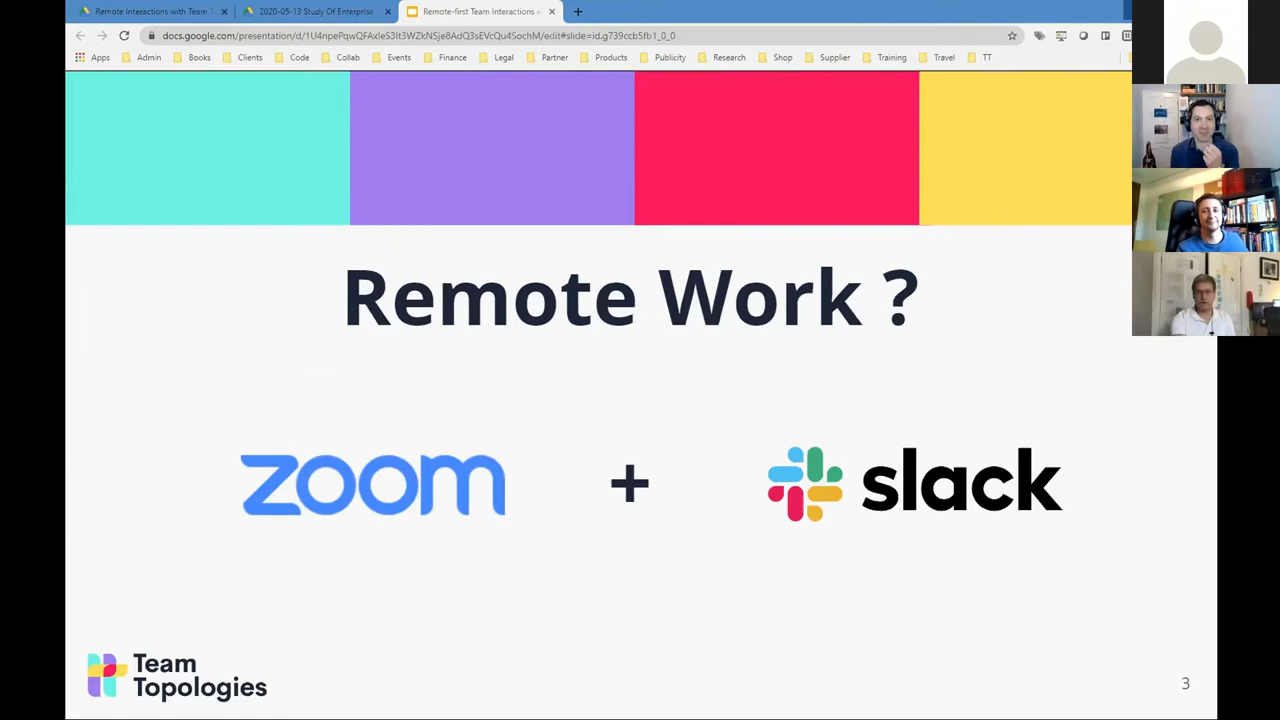 Remote Interactions with Team T
2020-05-13 Study Of Enterprise
Remote-first Team Interactions w
docs.google.com/presentation/d/1U4npePqwQFAxleS3lt3WZkNSje8AdQ3sEVcQu4SochM/edit#slide=id.g739ccb5fb1_0_0
Apps Admin Books Clients Code Collab Events Finance Legal Partner Products Publicity Research Shop Supplier Training Travel TT
Remote Work ?
zoom + slack
Team
Topologies
3